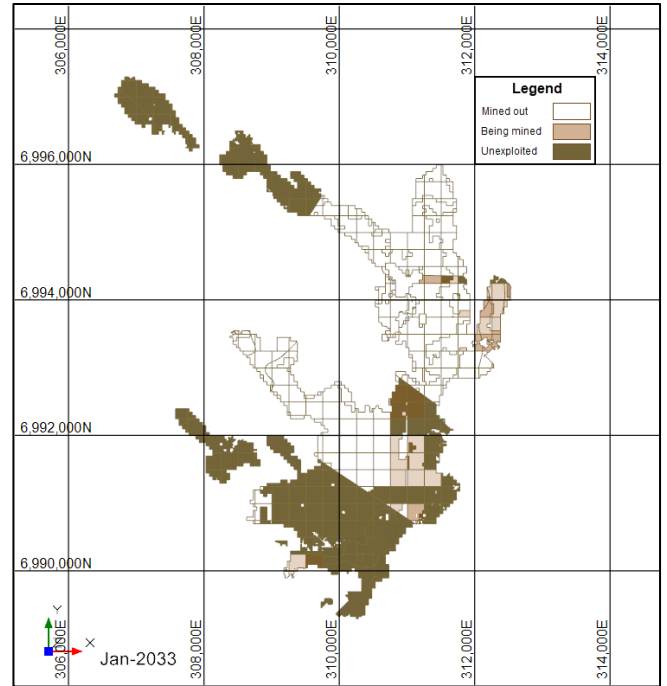 306,000E
308,000E
310,000E
312,000E
314,000E
Legend
Mined out
Being mined
Unexploited
6,996,000N
6,994,000N
6,992,000N
6,990,000N
Y
X
Jan-2033
306,000E
308,000E
310,000E
312,000E
314,000E